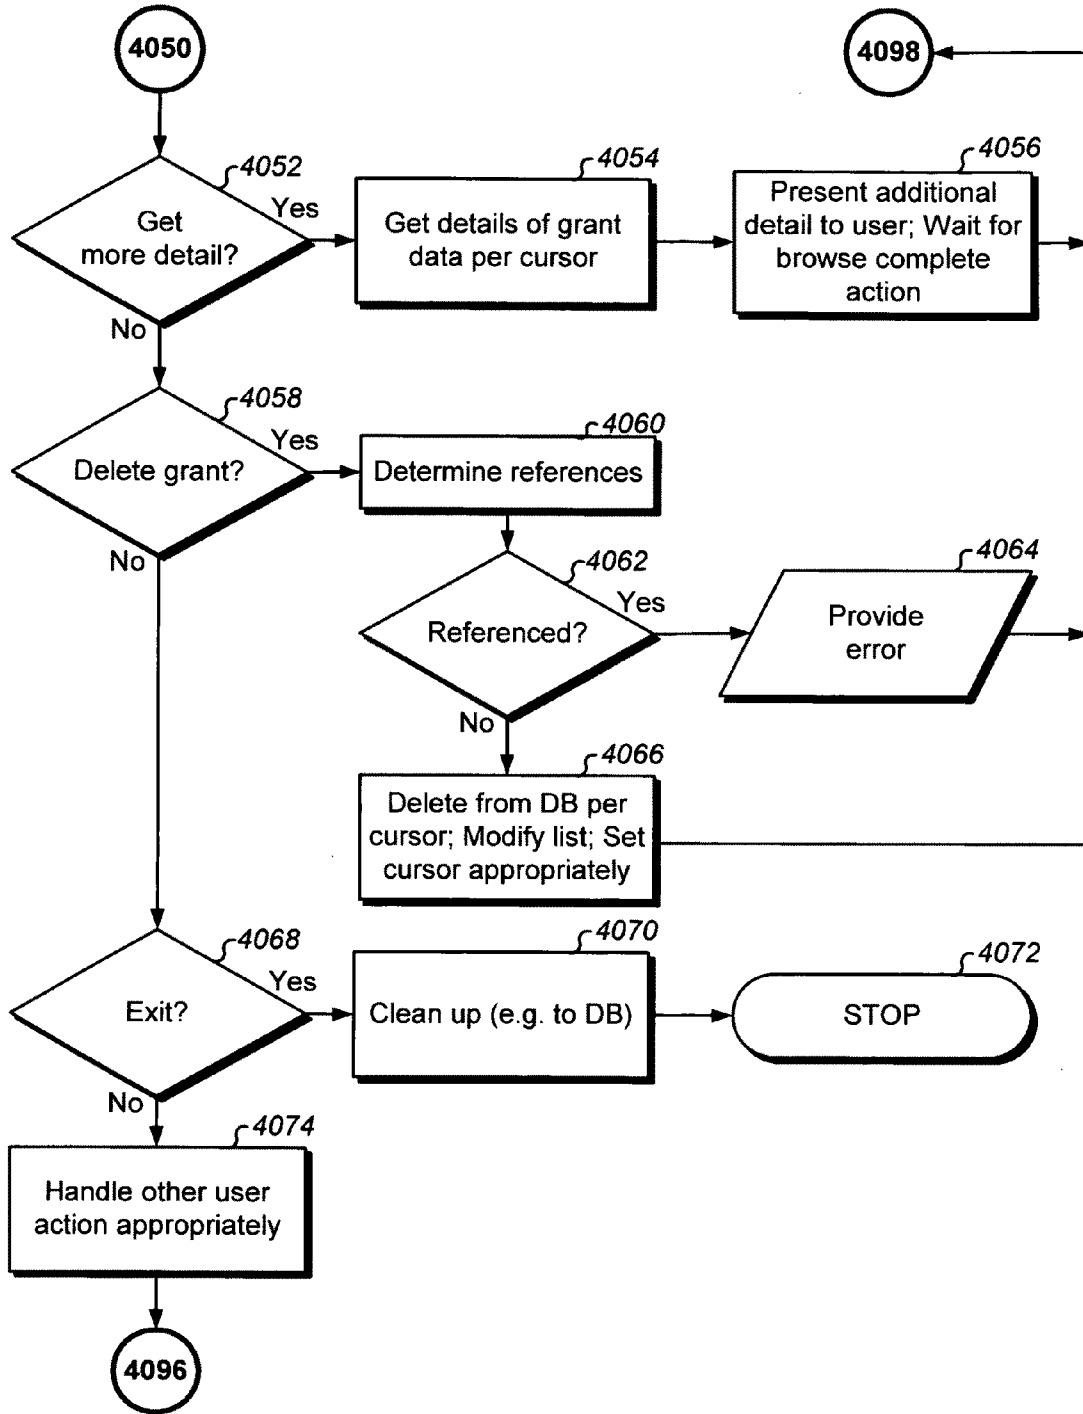 4050
4098
4052
Get
more detail?
Yes
No
4054
Get details of grant
data per cursor
4056
Present additional
detail to user; Wait for
browse complete
action
4058
Delete grant?
Yes
No
4060
Determine references
4062
Referenced?
Yes
No
4064
Provide
error
4066
Delete from DB per
cursor; Modify list; Set
cursor appropriately
4068
Exit?
Yes
No
4070
Clean up (e.g. to DB)
4072
STOP
4074
Handle other user
action appropriately
4096